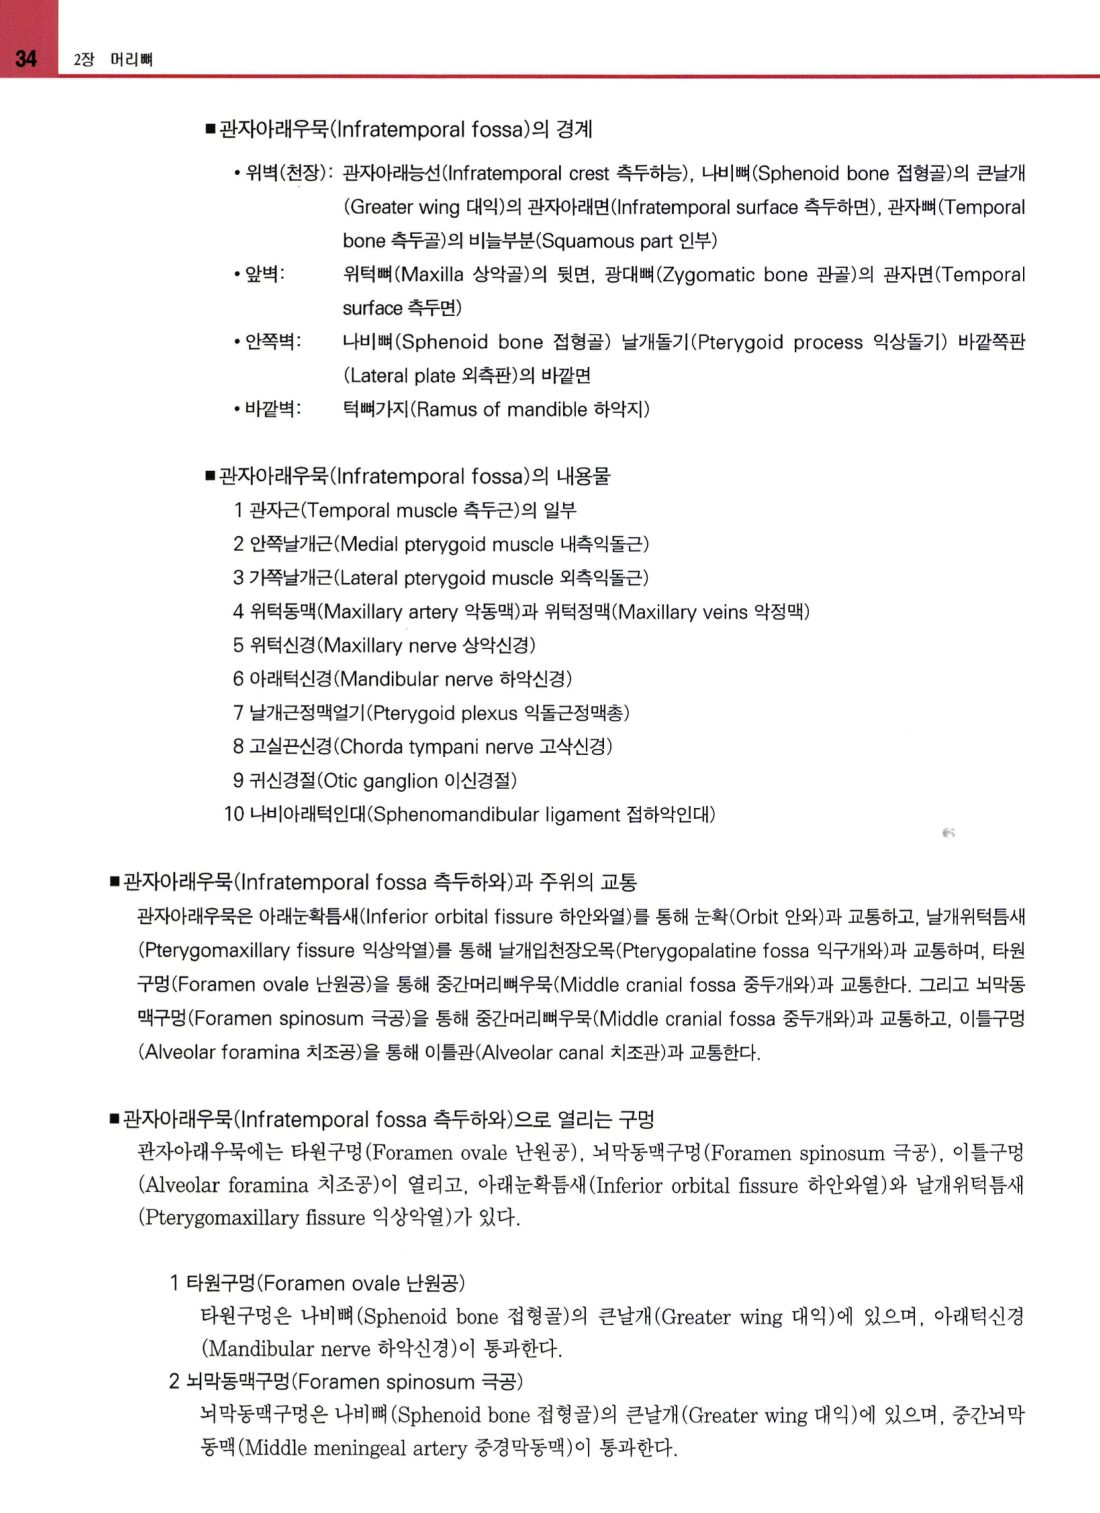 34 2장 머리뼈
■ 관자아래우묵(Infratemporal fossa)의 경계
• 위벽(천장): 관자아래능선(Infratemporal crest 측두하능), 나비뼈(Sphenoid bone 접형골)의 큰날개
(Greater wing 대익)의 관자아래면(Infratemporal surface 측두하면), 관자뼈(Temporal
bone 측두골)의 비늘부분(Squamous part 인부)
• 앞벽: 위턱뼈(Maxilla 상악골)의 뒷면, 광대뼈(Zygomatic bone 관골)의 관자면(Temporal
surface 측두면)
• 안쪽벽: 나비뼈(Sphenoid bone 접형골) 날개돌기(Pterygoid process 익상돌기) 바깥쪽판
(Lateral plate 외측판)의 바깥면
• 바깥벽: 턱뼈가지(Ramus of mandible 하악지)
■ 관자아래우묵(Infratemporal fossa)의 내용물
1 관자근(Temporal muscle 측두근)의 일부
2 안쪽날개근(Medial pterygoid muscle 내측익돌근)
3 가쪽날개근(Lateral pterygoid muscle 외측익돌근)
4 위턱동맥(Maxillary artery 악동맥)과 위턱정맥(Maxillary veins 악정맥)
5 위턱신경(Maxillary nerve 상악신경)
6 아래턱신경(Mandibular nerve 하악신경)
7 날개근정맥얼기(Pterygoid plexus 익돌근정맥총)
8 고실끈신경(Chorda tympani nerve 고삭신경)
9 귀신경절(Otic ganglion 이신경절)
10 나비아래턱인대(Sphenomandibular ligament 접하악인대)
■ 관자아래우묵(Infratemporal fossa 측두하와)과 주위의 교통
관자아래우묵은 아래눈확틈새(Inferior orbital fissure 하안와열)를 통해 눈확(Orbit 안와)과 교통하고, 날개위턱틈새
(Pterygomaxillary fissure 익상악열)를 통해 날개입천장오목(Pterygopalatine fossa 익구개와)과 교통하며, 타원
구멍(Foramen ovale 난원공)을 통해 중간머리뼈우묵(Middle cranial fossa 중두개와)과 교통한다. 그리고 뇌막동
맥구멍(Foramen spinosum 극공)을 통해 중간머리뼈우묵(Middle cranial fossa 중두개와)과 교통하고, 이틀구멍
(Alveolar foramina 치조공)을 통해 이틀관(Alveolar canal 치조관)과 교통한다.
■ 관자아래우묵(Infratemporal fossa 측두하와)으로 열리는 구멍
관자아래우묵에는 타원구멍(Foramen ovale 난원공), 뇌막동맥구멍(Foramen spinosum 극공), 이틀구멍
(Alveolar foramina 치조공)이 열리고, 아래눈확틈새(Inferior orbital fissure 하안와열)와 날개위턱틈새
(Pterygomaxillary fissure 익상악열)가 있다.
1 타원구멍(Foramen ovale 난원공)
타원구멍은 나비뼈(Sphenoid bone 접형골)의 큰날개(Greater wing 대익)에 있으며, 아래턱신경
(Mandibular nerve 하악신경)이 통과한다.
2 뇌막동맥구멍(Foramen spinosum 극공)
뇌막동맥구멍은 나비뼈(Sphenoid bone 접형골)의 큰날개(Greater wing 대익)에 있으며, 중간뇌막
동맥(Middle meningeal artery 중경막동맥)이 통과한다.